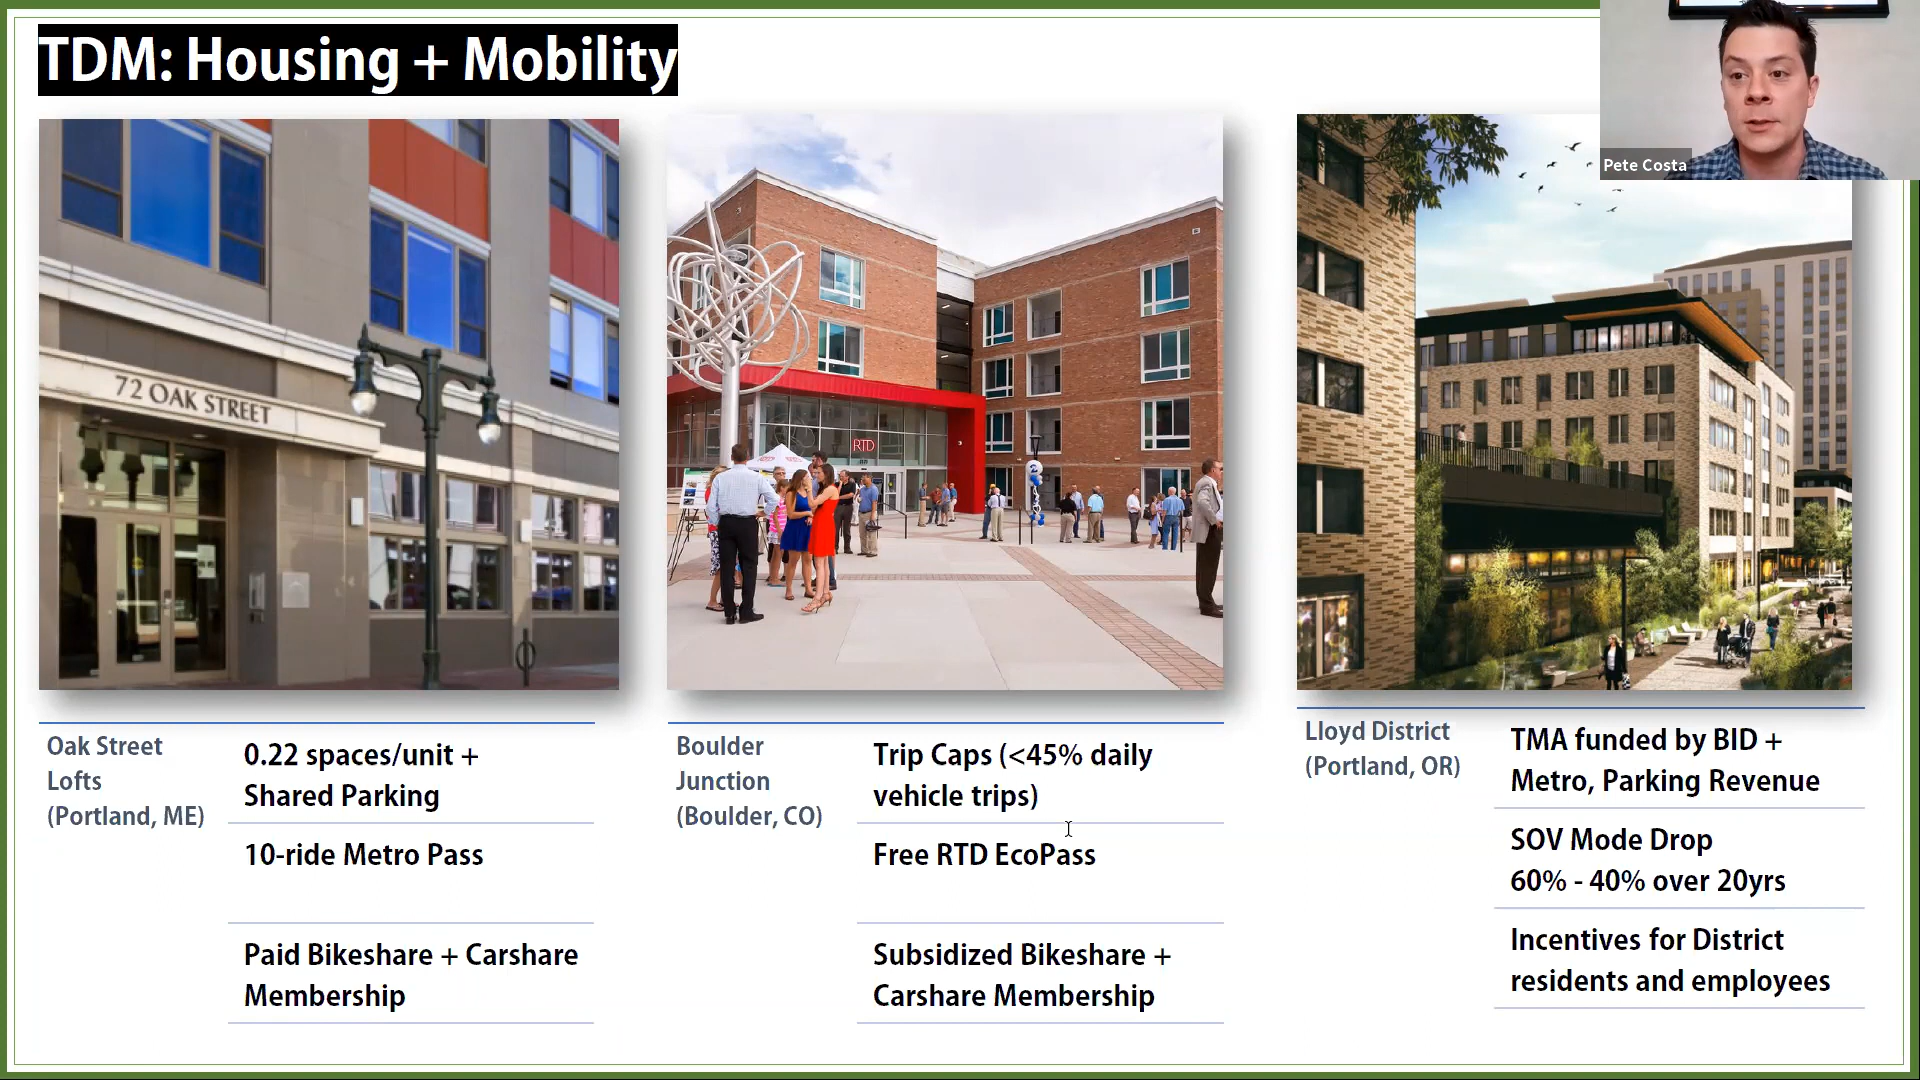 TDM: Housing + Mobility
Pete Costa
72 OAK STREET
RTD
Oak Street
Lofts
(Portland, ME)
0.22 spaces/unit +
Shared Parking
10-ride Metro Pass
Paid Bikeshare + Carshare
Membership
Boulder
Junction
(Boulder, CO)
Trip Caps (<45% daily
vehicle trips)
Free RTD EcoPass
Subsidized Bikeshare +
Carshare Membership
Lloyd District
(Portland, OR)
TMA funded by BID +
Metro, Parking Revenue
SOV Mode Drop
60% - 40% over 20yrs
Incentives for District
residents and employees